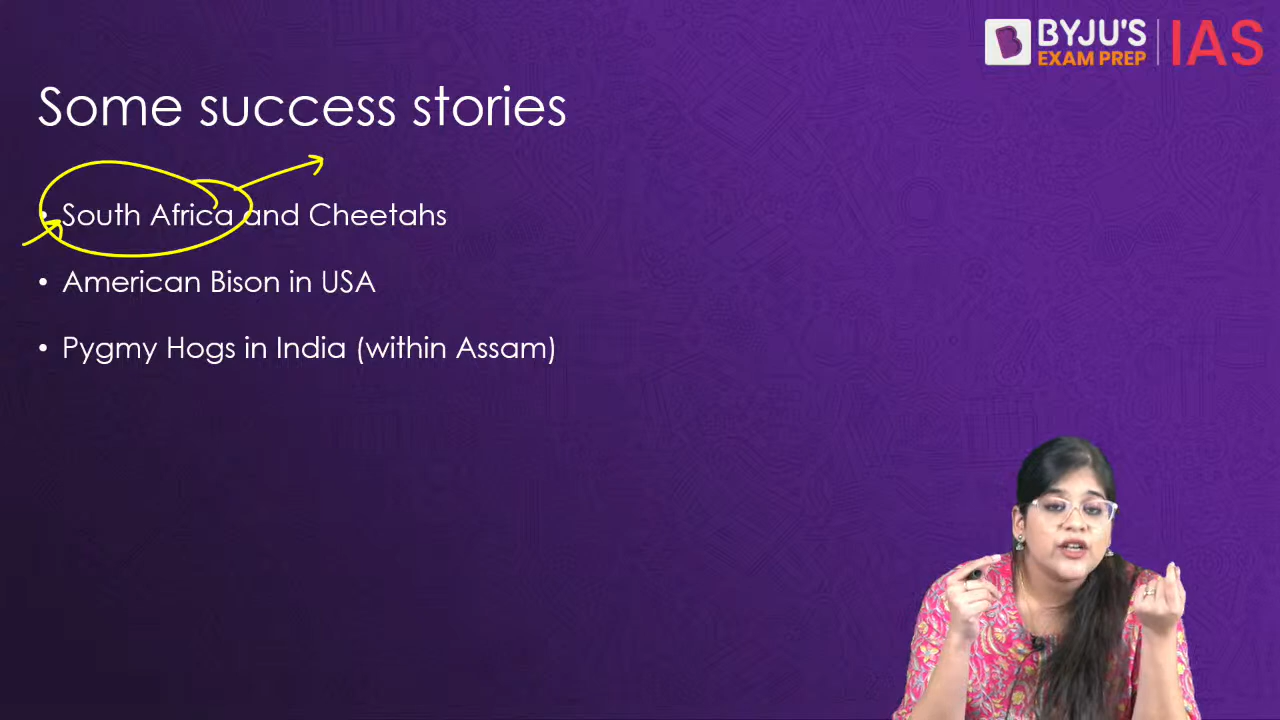 BYJU'S IAS
EXAM PREP
Some success stories
• South Africa and Cheetahs
• American Bison in USA
• Pygmy Hogs in India (within Assam)